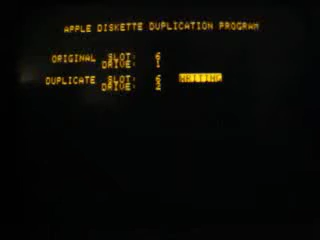 APPLE DISKETTE DUPLICATION PROGRAM
ORIGINAL SLOT: 6
DRIVE: 1
DUPLICATE SLOT: 6 WRITING
DRIVE: 2